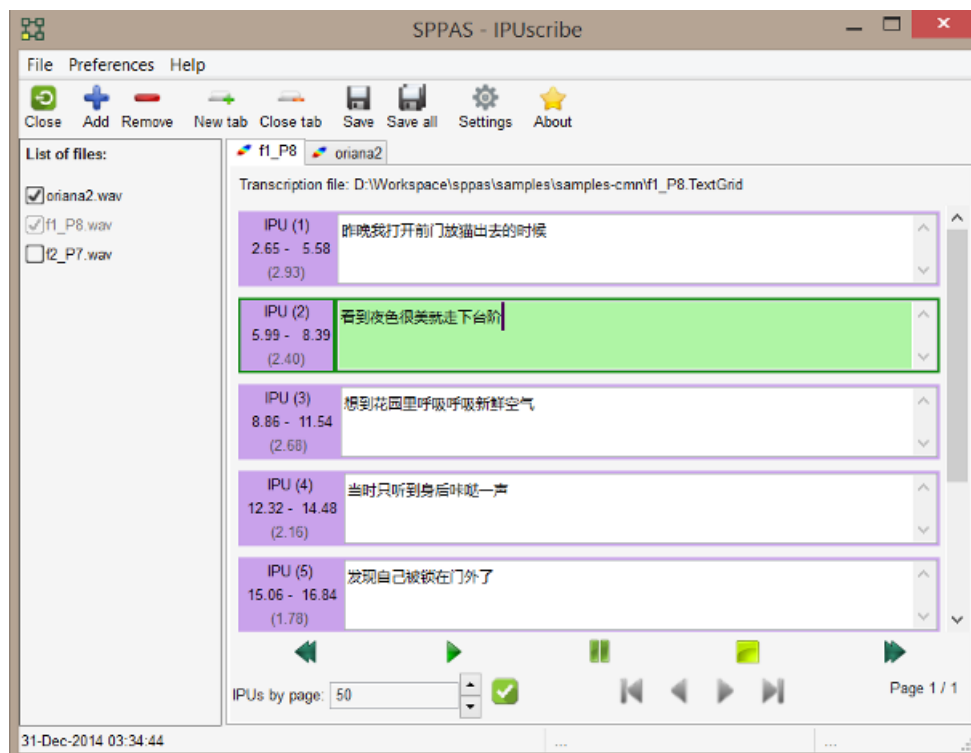 SPPAS - IPUscribe
File Preferences Help
Close Add Remove New tab Close tab Save Save all Settings About
List of files:
oriana2.wav
f1_P8.wav
f2_P7.wav
f1_P8 oriana2
Transcription file: D:\Workspace\sppas\samples\samples-cmn\f1_P8.TextGrid
IPU (1)
2.65 - 5.58
(2.93)
昨晚我打开前门放猫出去的时候
IPU (2)
5.99 - 8.39
(2.40)
看到夜色很美就走下台阶
IPU (3)
8.86 - 11.54
(2.68)
想到花园里呼吸呼吸新鲜空气
IPU (4)
12.32 - 14.48
(2.16)
当时只听到身后咔哒一声
IPU (5)
15.06 - 16.84
(1.78)
发现自己被锁在门外了
IPUs by page: 50
Page 1 / 1
31-Dec-2014 03:34:44
...
...